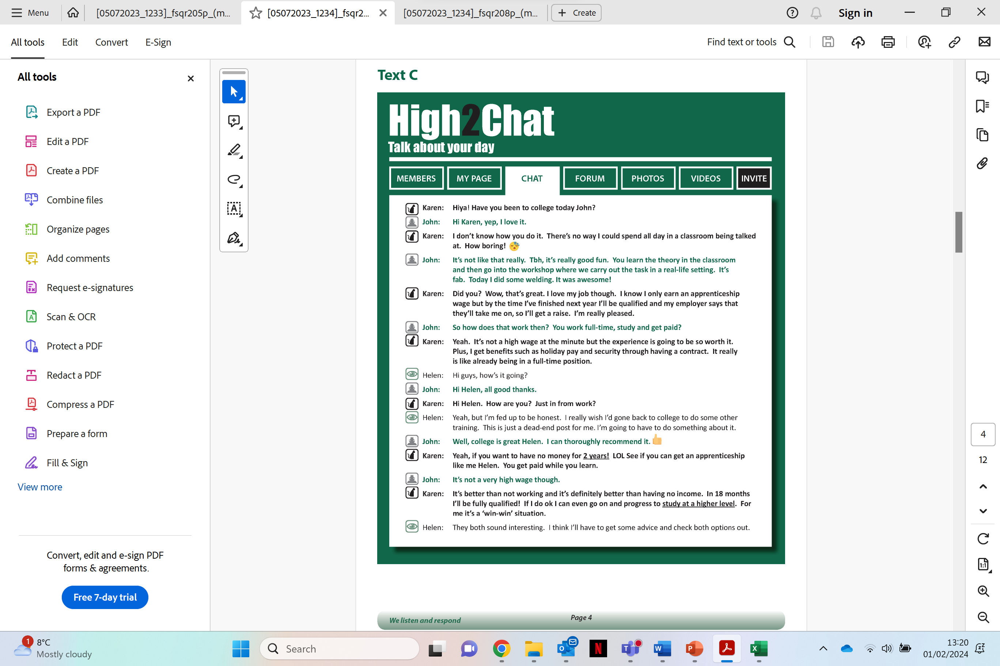 Menu
[05072023_1233]_fsqr205p_(m...
[05072023_1234]_fsqr2...
[05072023_1234]_fsqr208p_(m...
Create
Sign in
All tools
Edit
Convert
E-Sign
Find text or tools
All tools
Export a PDF
Edit a PDF
Create a PDF
Combine files
Organize pages
Add comments
Request e-signatures
Scan & OCR
Protect a PDF
Redact a PDF
Compress a PDF
Prepare a form
Fill & Sign
View more
Convert, edit and e-sign PDF
forms & agreements.
Free 7-day trial
Text C
High2Chat
Talk about your day
MEMBERS
MY PAGE
CHAT
FORUM
PHOTOS
VIDEOS
INVITE
Karen: Hiya! Have you been to college today John?
John: Hi Karen, yep, I love it.
Karen: I don't know how you do it. There's no way I could spend all day in a classroom being talked
at. How boring! 😴
John: It's not like that really. Tbh, it's really good fun. You learn the theory in the classroom
and then go into the workshop where we carry out the task in a real-life setting. It's
fab. Today I did some welding. It was awesome!
Karen: Did you? Wow, that's great. I love my job though. I know I only earn an apprenticeship
wage but by the time I've finished next year I'll be qualified and my employer says that
they'll take me on, so I'll get a raise. I'm really pleased.
John: So how does that work then? You work full-time, study and get paid?
Karen: Yeah. It's not a high wage at the minute but the experience is going to be so worth it.
Plus, I get benefits such as holiday pay and security through having a contract. It really
is like already being in a full-time position.
Helen: Hi guys, how's it going?
John: Hi Helen, all good thanks.
Karen: Hi Helen. How are you? Just in from work?
Helen: Yeah, but I'm fed up to be honest. I really wish I'd gone back to college to do some other
training. This is just a dead-end post for me. I'm going to have to do something about it.
John: Well, college is great Helen. I can thoroughly recommend it. 👍
Karen: Yeah, if you want to have no money for 2 years! LOL See if you can get an apprenticeship
like me Helen. You get paid while you learn.
John: It's not a very high wage though.
Karen: It's better than not working and it's definitely better than having no income. In 18 months
I'll be fully qualified! If I do ok I can even go on and progress to study at a higher level. For
me it's a 'win-win' situation.
Helen: They both sound interesting. I think I'll have to get some advice and check both options out.
We listen and respond
Page 4
4
12
1:1
1
8°C
Mostly cloudy
Search
13:20
01/02/2024